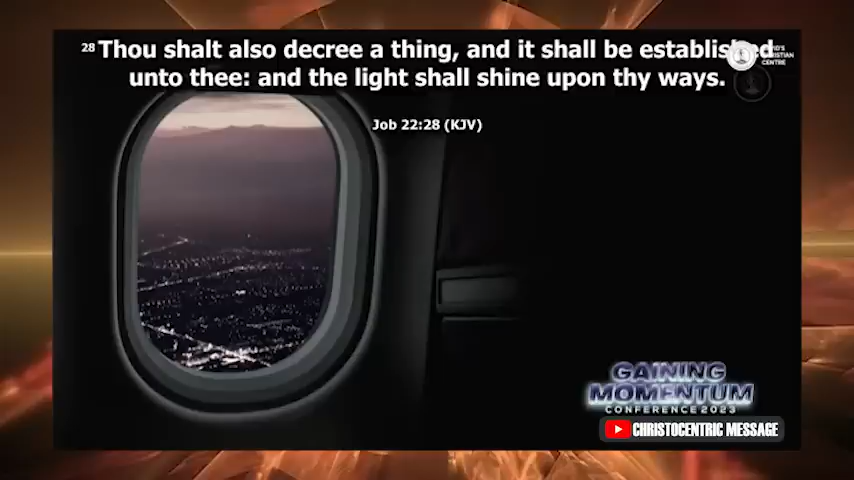 28 Thou shalt also decree a thing, and it shall be established
unto thee: and the light shall shine upon thy ways.
Job 22:28 (KJV)
CENTRE
GAINING
MOMENTUM
CONFERENCE 2023
CHRISTOCENTRIC MESSAGE